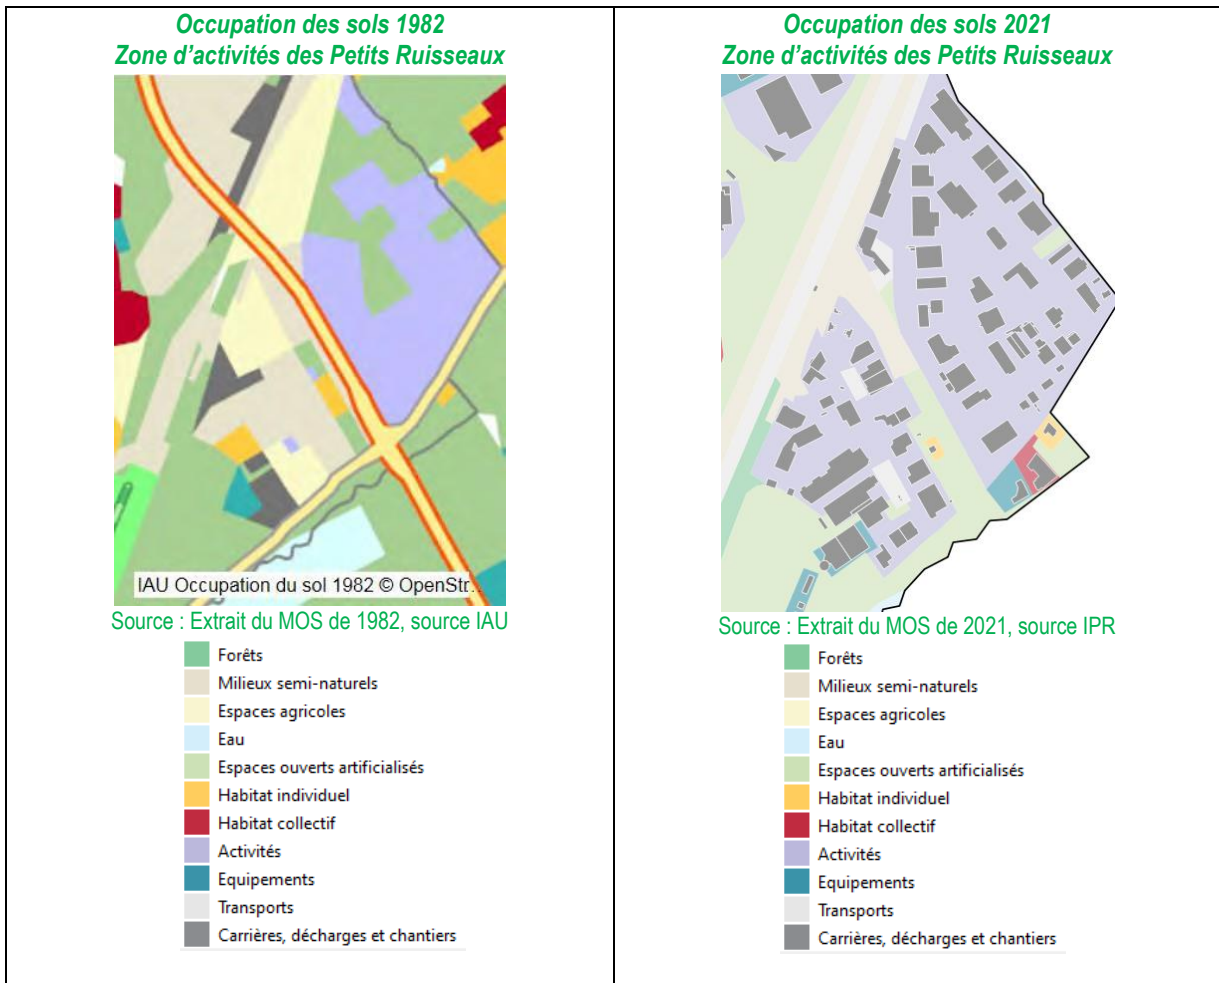 Occupation des sols 1982
Zone d’activités des Petits Ruisseaux
IAU Occupation du sol 1982 © OpenStr...
Source : Extrait du MOS de 1982, source IAU
Forêts
Milieux semi-naturels
Espaces agricoles
Eau
Espaces ouverts artificialisés
Habitat individuel
Habitat collectif
Activités
Equipements
Transports
Carrières, décharges et chantiers
Occupation des sols 2021
Zone d’activités des Petits Ruisseaux
Source : Extrait du MOS de 2021, source IPR
Forêts
Milieux semi-naturels
Espaces agricoles
Eau
Espaces ouverts artificialisés
Habitat individuel
Habitat collectif
Activités
Equipements
Transports
Carrières, décharges et chantiers